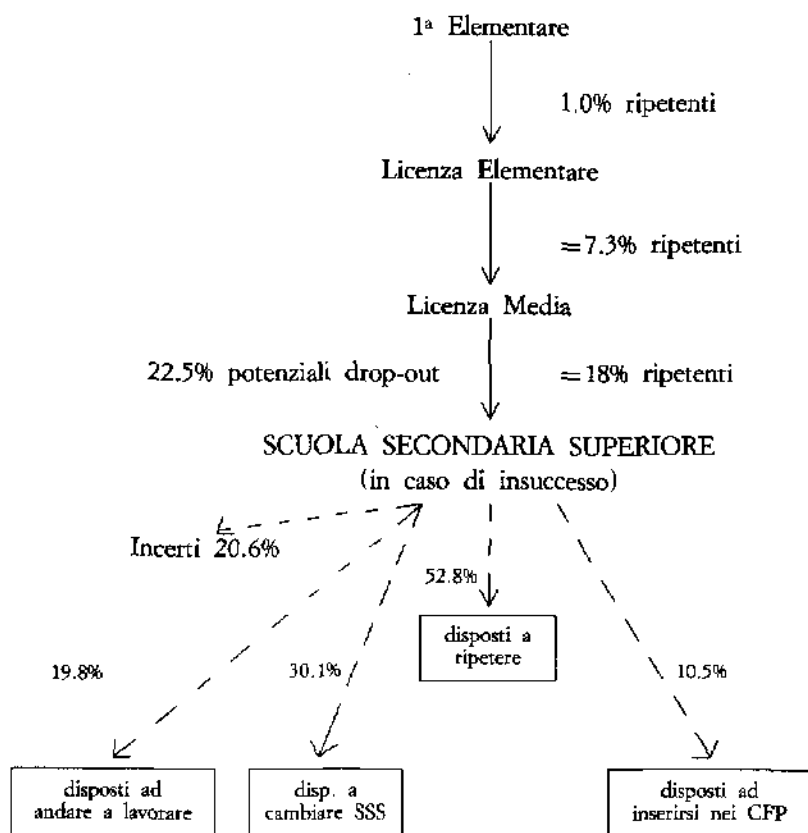 1ª Elementare
1.0% ripetenti
Licenza Elementare
=7.3% ripetenti
Licenza Media
22.5% potenziali drop-out
=18% ripetenti
SCUOLA SECONDARIA SUPERIORE
(in caso di insuccesso)
Incerti 20.6%
52.8%
disposti a
ripetere
19.8%
30.1%
10.5%
disposti ad
andare a lavorare
disp. a
cambiare SSS
disposti ad
inserirsi nei CFP